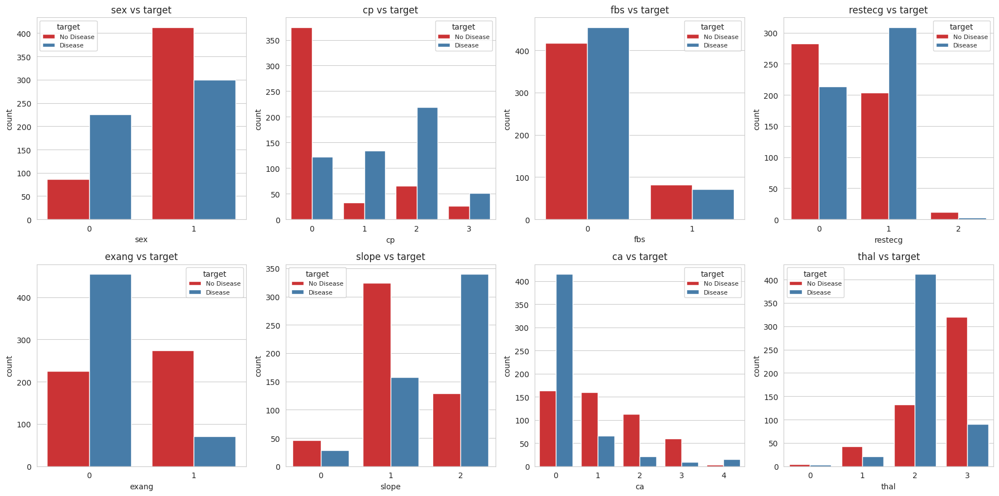 sex vs target
target
No Disease
Disease
count
400
350
300
250
200
150
100
50
0
0 1
sex
cp vs target
target
No Disease
Disease
count
350
300
250
200
150
100
50
0
0 1 2 3
cp
fbs vs target
target
No Disease
Disease
count
400
300
200
100
0
0 1
fbs
restecg vs target
target
No Disease
Disease
count
300
250
200
150
100
50
0
0 1 2
restecg
exang vs target
target
No Disease
Disease
count
400
300
200
100
0
0 1
exang
slope vs target
target
No Disease
Disease
count
350
300
250
200
150
100
50
0
0 1 2
slope
ca vs target
target
No Disease
Disease
count
400
350
300
250
200
150
100
50
0
0 1 2 3 4
ca
thal vs target
target
No Disease
Disease
count
400
350
300
250
200
150
100
50
0
0 1 2 3
thal